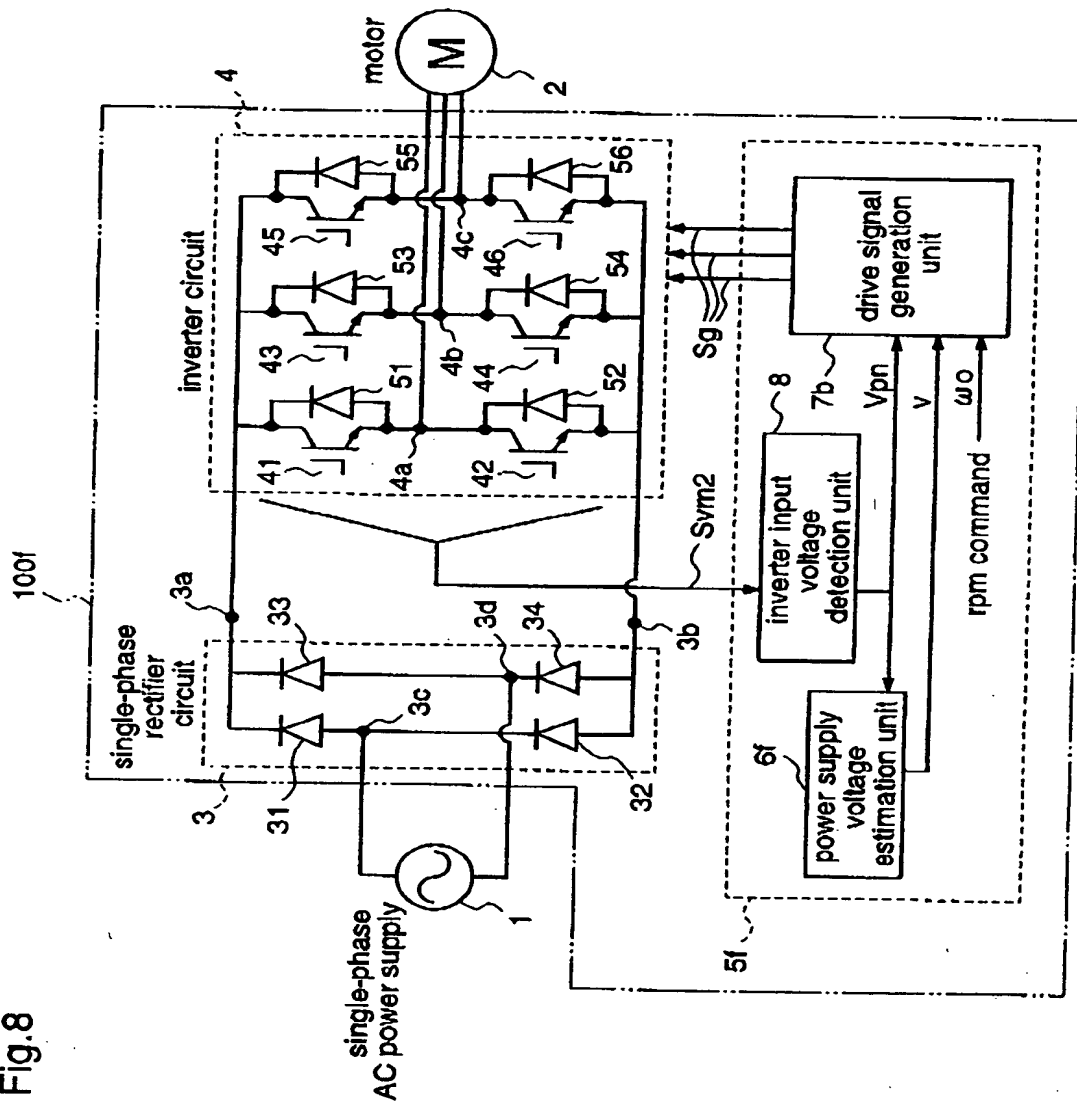 Fig.8
100f
single-phase
rectifier
circuit
3
31
33
3a
3c
3d
32
34
3b
single-phase
AC power supply
1
inverter circuit
4
41
51
43
53
45
55
4a
4b
4c
42
52
44
54
46
56
motor
M
2
Svm2
Sg
5f
6f
power supply
voltage
estimation unit
inverter input
voltage
detection unit
8
7b
drive signal
generation
unit
Vpn
v
ωo
rpm command